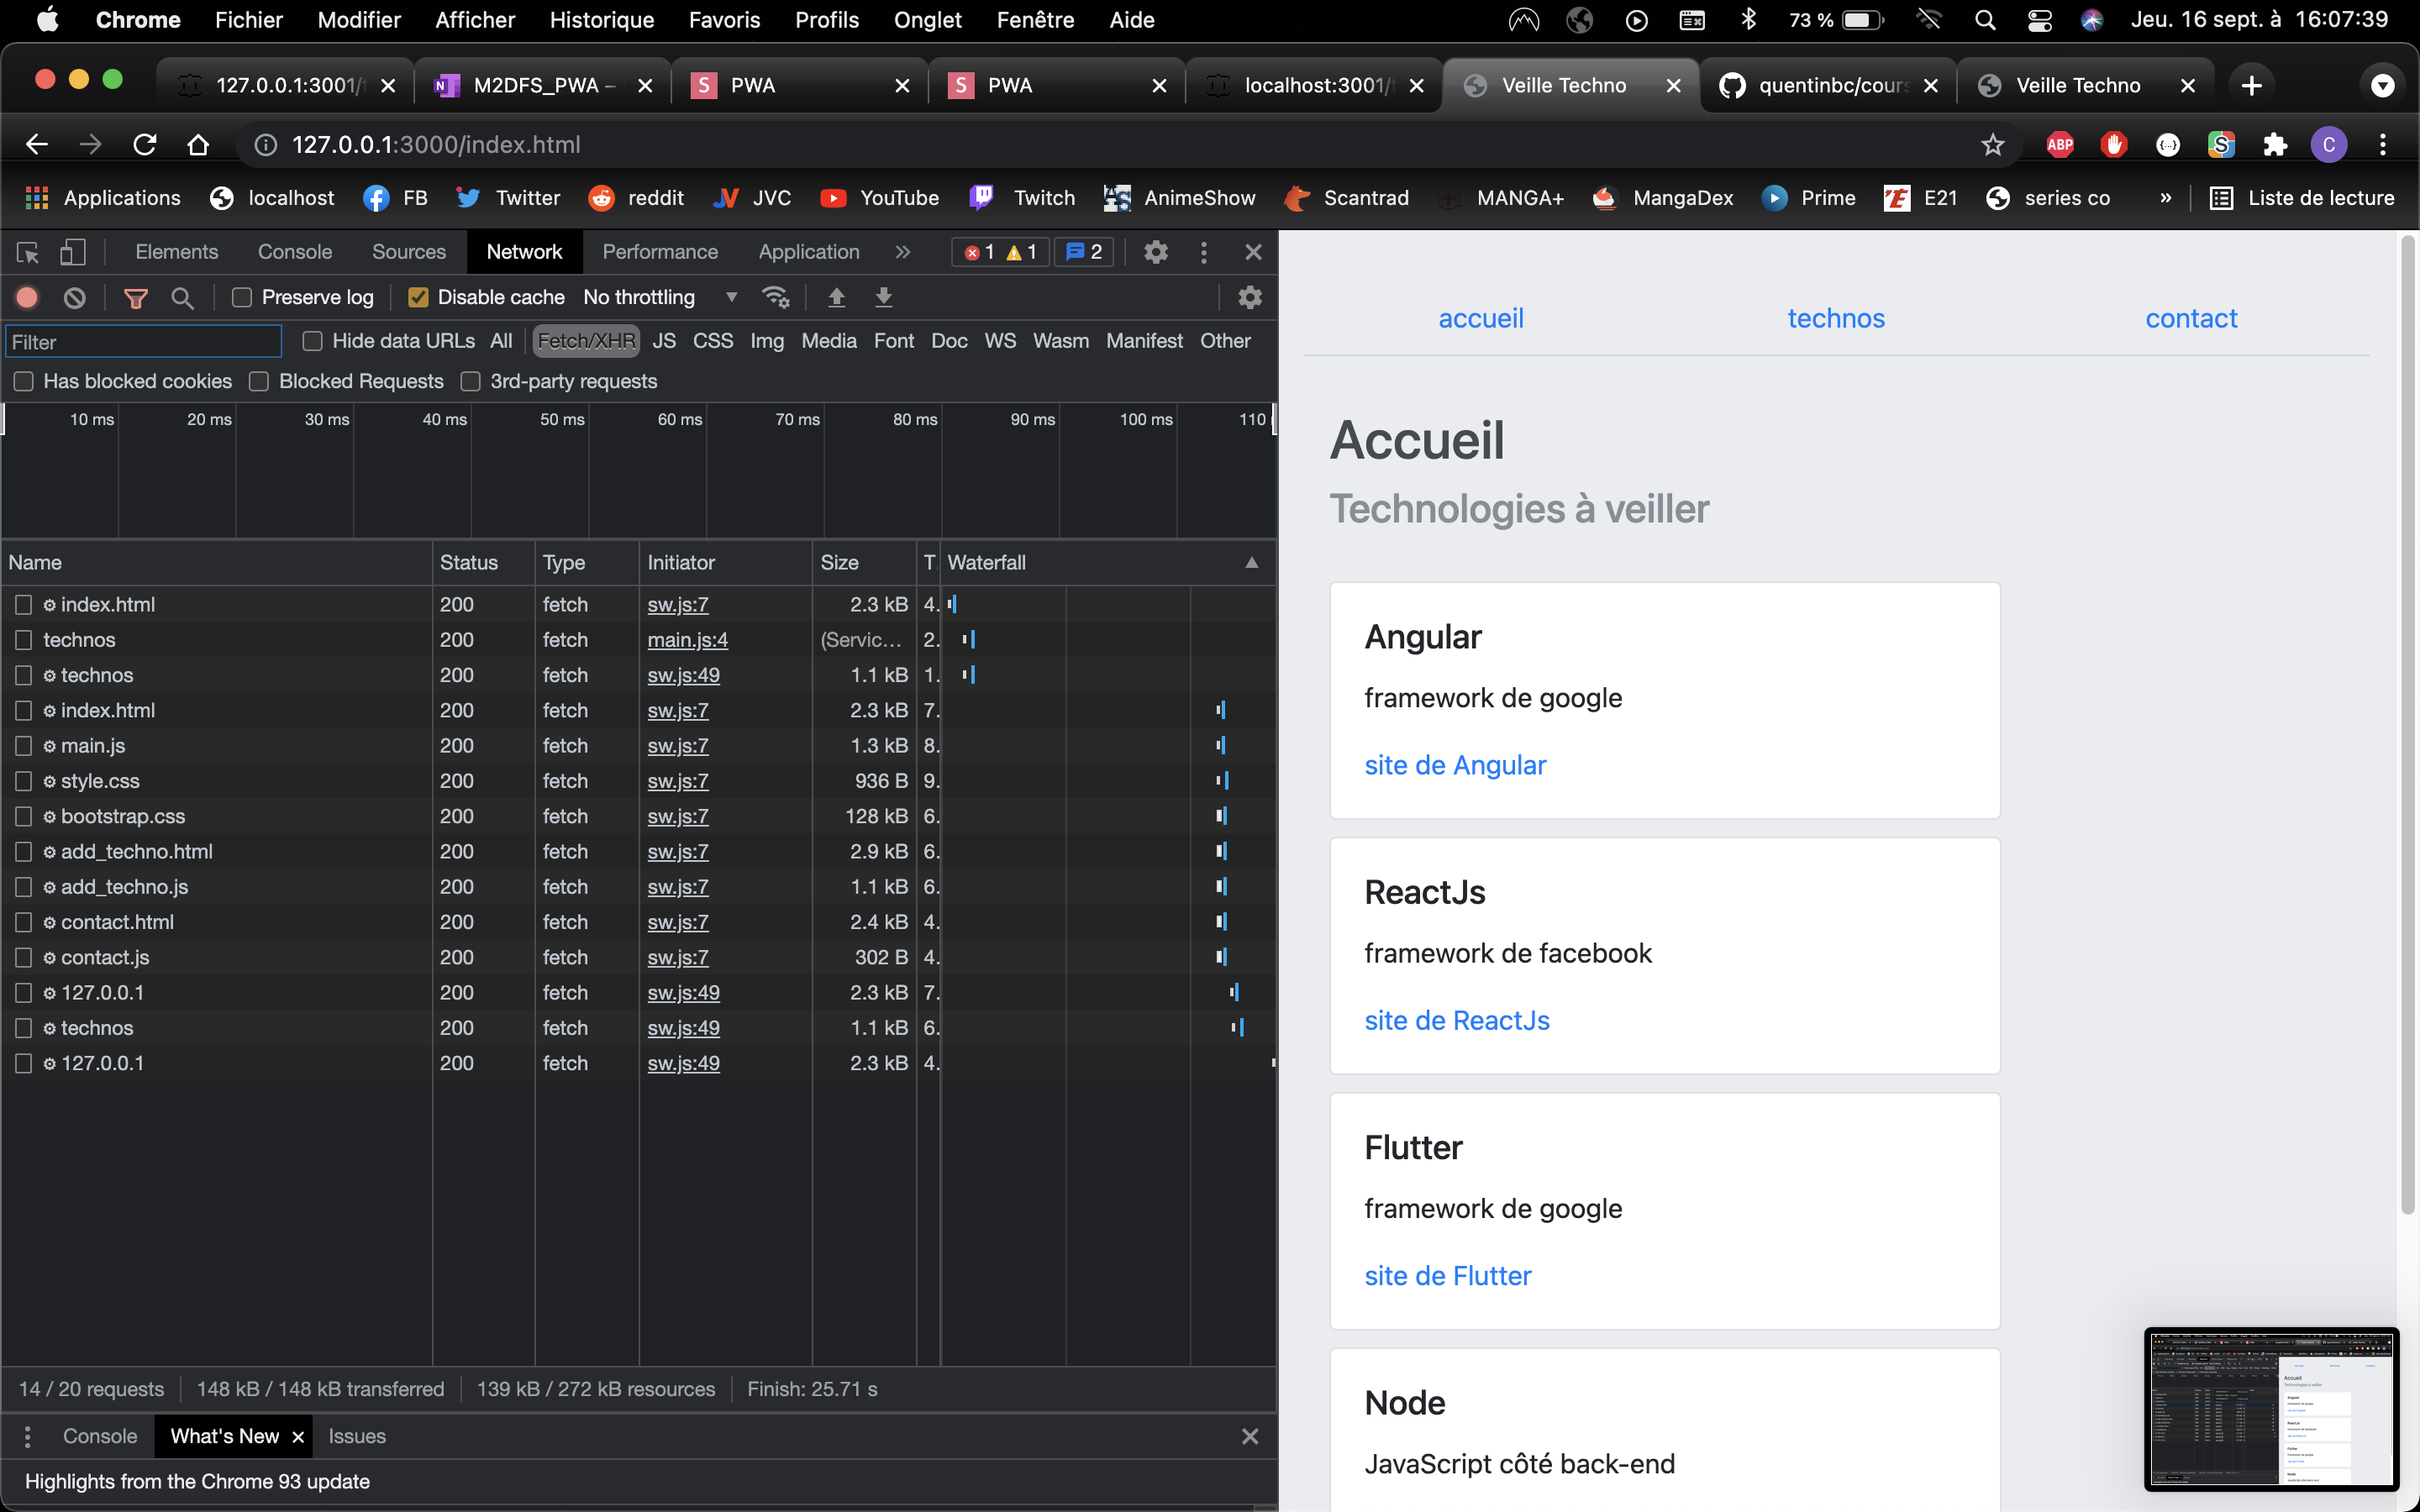 Chrome Fichier Modifier Afficher Historique Favoris Profils Onglet Fenêtre Aide 73 % Jeu. 16 sept. à 16:07:39
127.0.0.1:3001/ M2DFS_PWA – S PWA S PWA localhost:3001/ Veille Techno quentinbc/cours Veille Techno
127.0.0.1:3000/index.html ABP S C
Applications localhost FB Twitter reddit JVC YouTube Twitch AnimeShow Scantrad MANGA+ MangaDex Prime E21 series co » Liste de lecture
Elements Console Sources Network Performance Application » 1 1 2
Preserve log Disable cache No throttling
Filter Hide data URLs All Fetch/XHR JS CSS Img Media Font Doc WS Wasm Manifest Other
Has blocked cookies Blocked Requests 3rd-party requests
10 ms 20 ms 30 ms 40 ms 50 ms 60 ms 70 ms 80 ms 90 ms 100 ms 110
Name Status Type Initiator Size T Waterfall
index.html 200 fetch sw.js:7 2.3 kB 4.
technos 200 fetch main.js:4 (Servic... 2.
technos 200 fetch sw.js:49 1.1 kB 1.
index.html 200 fetch sw.js:7 2.3 kB 7.
main.js 200 fetch sw.js:7 1.3 kB 8.
style.css 200 fetch sw.js:7 936 B 9.
bootstrap.css 200 fetch sw.js:7 128 kB 6.
add_techno.html 200 fetch sw.js:7 2.9 kB 6.
add_techno.js 200 fetch sw.js:7 1.1 kB 6.
contact.html 200 fetch sw.js:7 2.4 kB 4.
contact.js 200 fetch sw.js:7 302 B 4.
127.0.0.1 200 fetch sw.js:49 2.3 kB 7.
technos 200 fetch sw.js:49 1.1 kB 6.
127.0.0.1 200 fetch sw.js:49 2.3 kB 4.
14 / 20 requests 148 kB / 148 kB transferred 139 kB / 272 kB resources Finish: 25.71 s
Console What's New Issues
Highlights from the Chrome 93 update
accueil technos contact
Accueil
Technologies à veiller
Angular
framework de google
site de Angular
ReactJs
framework de facebook
site de ReactJs
Flutter
framework de google
site de Flutter
Node
JavaScript côté back-end